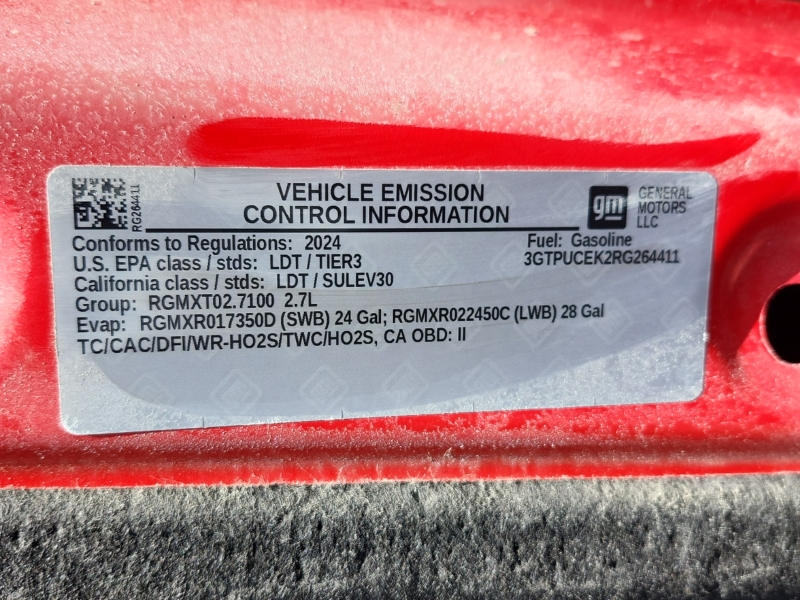 RG264411
VEHICLE EMISSION
CONTROL INFORMATION
gm
GENERAL
MOTORS
LLC
Conforms to Regulations: 2024
Fuel: Gasoline
U.S. EPA class / stds: LDT / TIER3
3GTPUCEK2RG264411
California class / stds: LDT / SULEV30
Group: RGMXT02.7100 2.7L
Evap: RGMXR017350D (SWB) 24 Gal; RGMXR022450C (LWB) 28 Gal
TC/CAC/DFI/WR-HO2S/TWC/HO2S, CA OBD: II